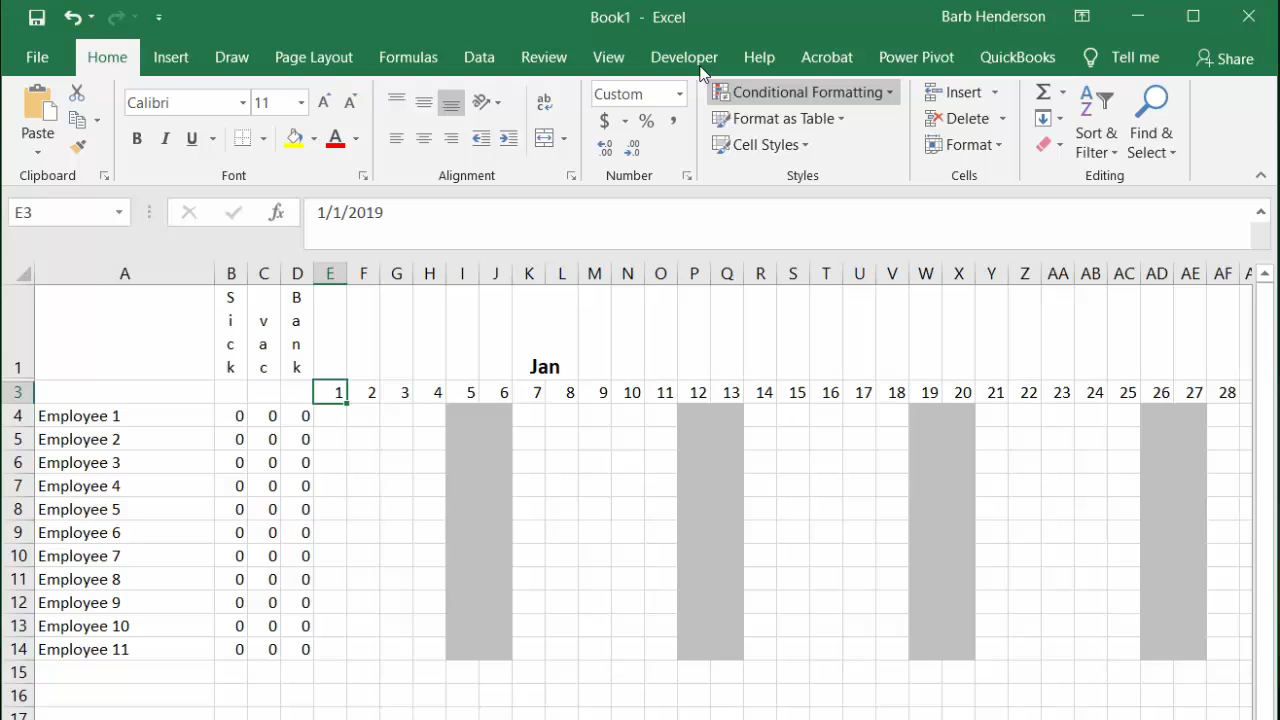 Book1 - Excel
Barb Henderson
File Home Insert Draw Page Layout Formulas Data Review View Developer Help Acrobat Power Pivot QuickBooks Tell me Share
Paste
Calibri 11
B I U A
ab c
Custom
$ % ,
Conditional Formatting
Format as Table
Cell Styles
Insert
Delete
Format
Sort & Filter
Find & Select
Clipboard Font Alignment Number Styles Cells Editing
E3 fx 1/1/2019
A B C D E F G H I J K L M N O P Q R S T U V W X Y Z AA AB AC AD AE AF
1 Sick vac Bank Jan
3 1 2 3 4 5 6 7 8 9 10 11 12 13 14 15 16 17 18 19 20 21 22 23 24 25 26 27 28
4 Employee 1 0 0 0
5 Employee 2 0 0 0
6 Employee 3 0 0 0
7 Employee 4 0 0 0
8 Employee 5 0 0 0
9 Employee 6 0 0 0
10 Employee 7 0 0 0
11 Employee 8 0 0 0
12 Employee 9 0 0 0
13 Employee 10 0 0 0
14 Employee 11 0 0 0
15
16
17